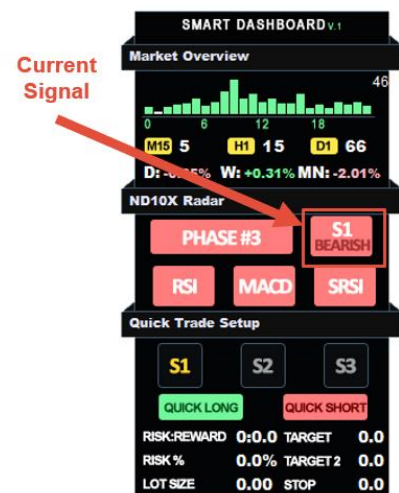 SMART DASHBOARD V.1
Market Overview
Current
Signal
46
0 6 12 18
M15 5 H1 15 D1 66
W: +0.31% MN: -2.01%
ND10X Radar
PHASE #3 S1
BEARISH
RSI MACD SRSI
Quick Trade Setup
S1 S2 S3
QUICK LONG QUICK SHORT
RISK:REWARD 0:0.0 TARGET 0.0
RISK % 0.0% TARGET 2 0.0
LOT SIZE 0.00 STOP 0.0